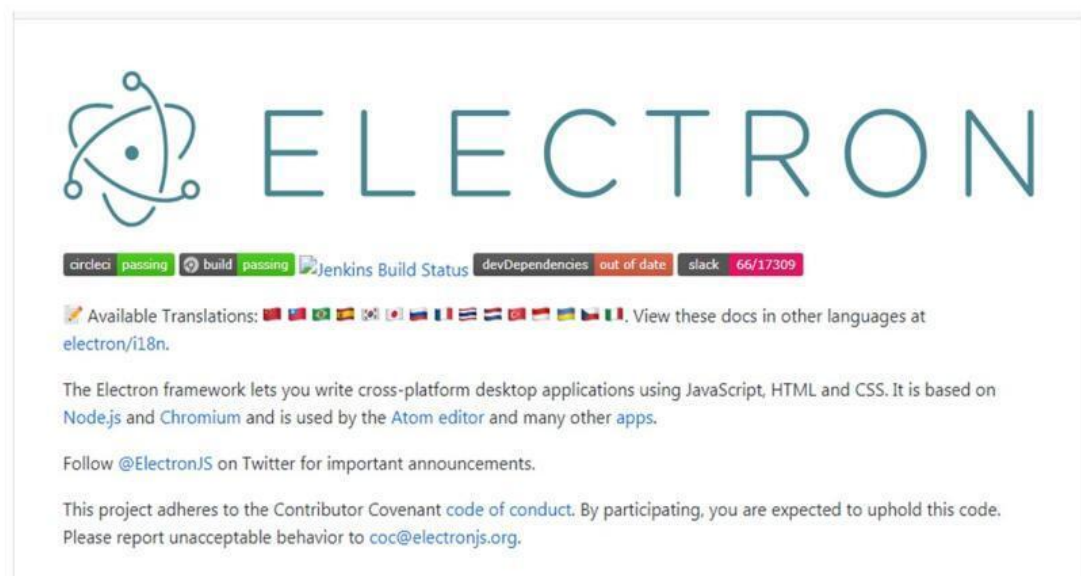 ELECTRON
circleci passing build passing Jenkins Build Status devDependencies out of date slack 66/17309
Available Translations: . View these docs in other languages at
electron/i18n.
The Electron framework lets you write cross-platform desktop applications using JavaScript, HTML and CSS. It is based on
Node.js and Chromium and is used by the Atom editor and many other apps.
Follow @ElectronJS on Twitter for important announcements.
This project adheres to the Contributor Covenant code of conduct. By participating, you are expected to uphold this code.
Please report unacceptable behavior to coc@electronjs.org.